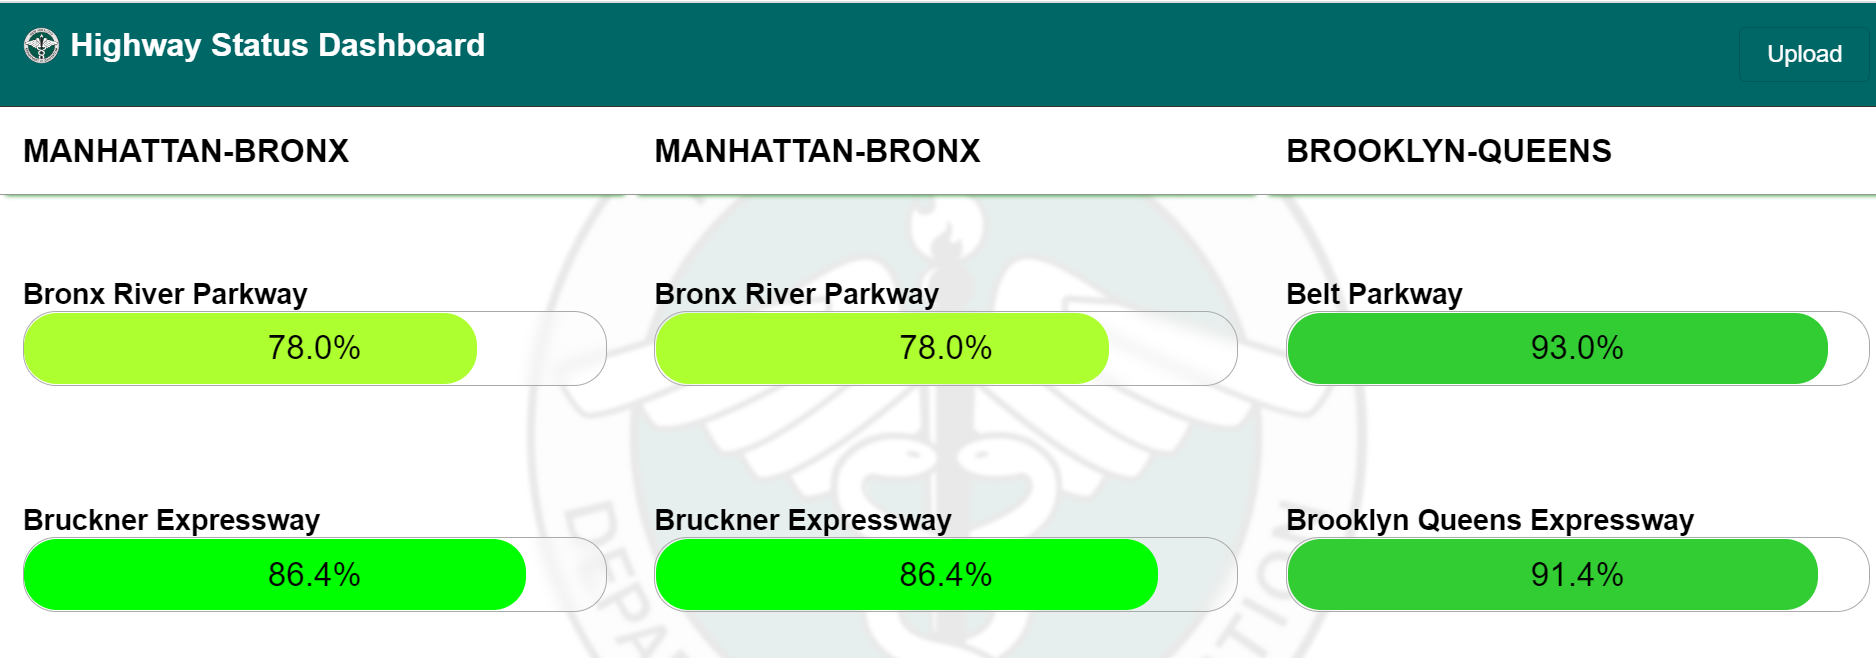 Highway Status Dashboard
Upload
MANHATTAN-BRONX
MANHATTAN-BRONX
BROOKLYN-QUEENS
Bronx River Parkway
78.0%
Bronx River Parkway
78.0%
Belt Parkway
93.0%
Bruckner Expressway
86.4%
Bruckner Expressway
86.4%
Brooklyn Queens Expressway
91.4%